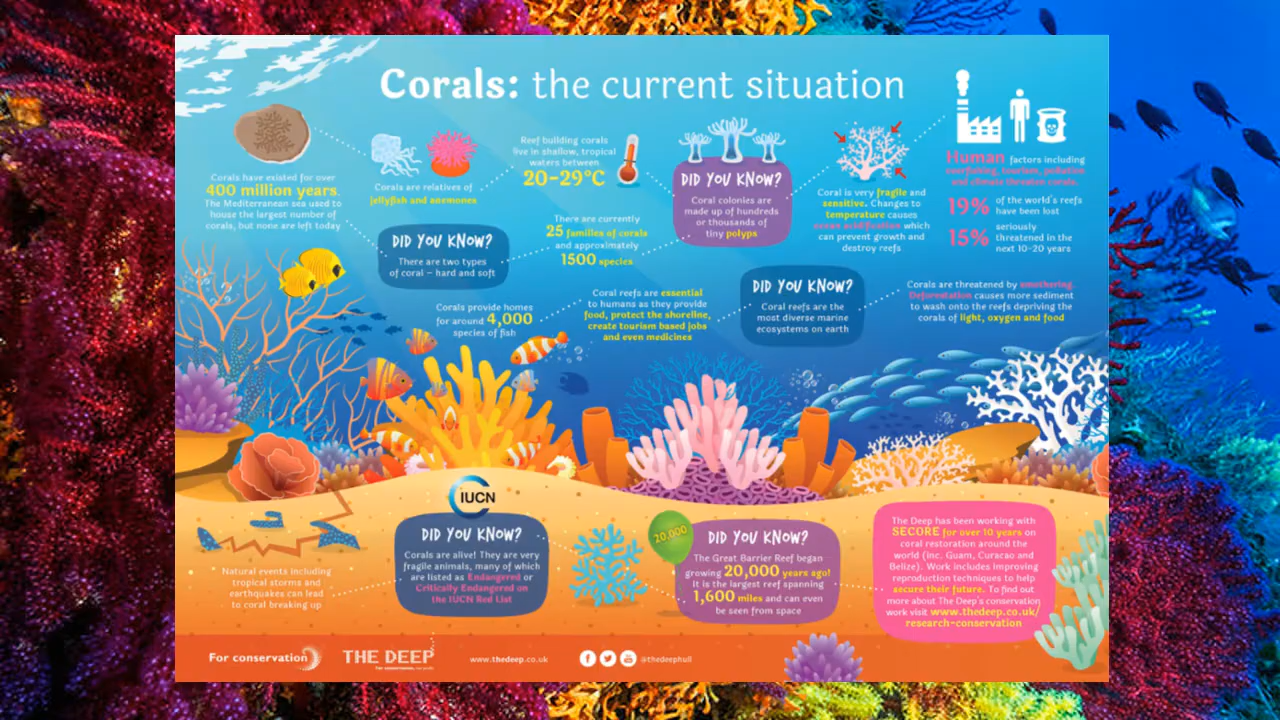 Corals: the current situation
Corals have existed for over
400 million years.
The Mediterranean sea used to
house the largest number of
corals, but none are left today
Corals are relatives of
jellyfish and anemones
Reef building corals
live in shallow, tropical
waters between
20-29°C
DID YOU KNOW?
Coral colonies are
made up of hundreds
or thousands of
tiny polyps
Coral is very fragile and
sensitive. Changes to
temperature causes
ocean acidification which
can prevent growth and
destroy reefs
Human factors including
overfishing, tourism, pollution
and climate threaten corals.
19% of the world's reefs
have been lost
15% seriously
threatened in the
next 10-20 years
DID YOU KNOW?
There are two types
of coral – hard and soft
There are currently
25 families of corals
and approximately
1500 species
Corals provide homes
for around 4,000
species of fish
Coral reefs are essential
to humans as they provide
food, protect the shoreline,
create tourism based jobs
and even medicines
DID YOU KNOW?
Coral reefs are the
most diverse marine
ecosystems on earth
Corals are threatened by smothering.
Deforestation causes more sediment
to wash onto the reefs depriving the
corals of light, oxygen and food
Natural events including
tropical storms and
earthquakes can lead
to coral breaking up
IUCN
DID YOU KNOW?
Corals are alive! They are very
fragile animals, many of which
are listed as Endangered or
Critically Endangered on
the IUCN Red List
20,000
DID YOU KNOW?
The Great Barrier Reef began
growing 20,000 years ago!
It is the largest reef spanning
1,600 miles and can even
be seen from space
The Deep has been working with
SECORE for over 10 years on
coral restoration around the
world (inc. Guam, Curacao and
Belize). Work includes improving
reproduction techniques to help
secure their future. To find out
more about The Deep's conservation
work visit www.thedeep.co.uk/
research-conservation
For conservation
THE DEEP
www.thedeep.co.uk
@thedeephull